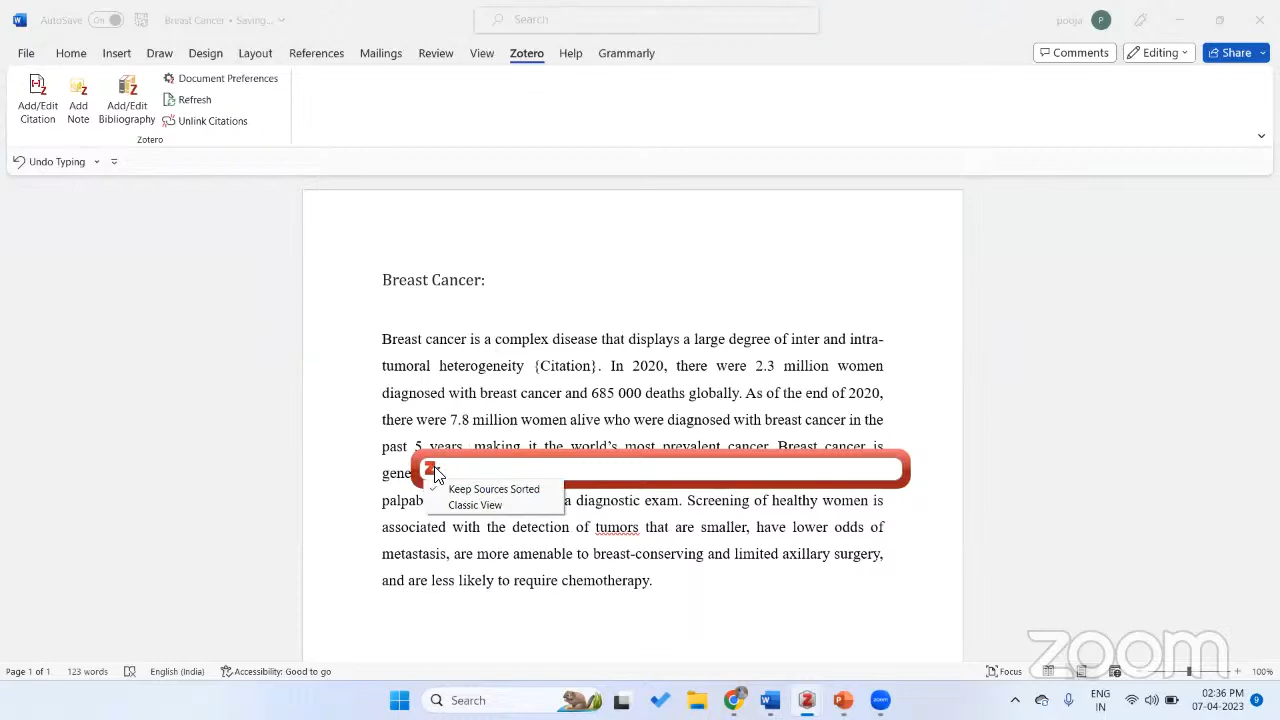 AutoSave Off Breast Cancer • Saving... Search pooja P
File Home Insert Draw Design Layout References Mailings Review View Zotero Help Grammarly Comments Editing Share
Add/Edit Citation
Add Note
Add/Edit Bibliography
Document Preferences
Refresh
Unlink Citations
Zotero
Undo Typing
Breast Cancer:
Breast cancer is a complex disease that displays a large degree of inter and intra-
tumoral heterogeneity {Citation}. In 2020, there were 2.3 million women
diagnosed with breast cancer and 685 000 deaths globally. As of the end of 2020,
there were 7.8 million women alive who were diagnosed with breast cancer in the
past 5 years, making it the world's most prevalent cancer. Breast cancer is
gene
Z
Keep Sources Sorted
Classic View
palpab a diagnostic exam. Screening of healthy women is
associated with the detection of tumors that are smaller, have lower odds of
metastasis, are more amenable to breast-conserving and limited axillary surgery,
and are less likely to require chemotherapy.
zoom
Page 1 of 1 123 words English (India) Accessibility: Good to go Focus 100%
Search ENG IN 02:36 PM 07-04-2023 9